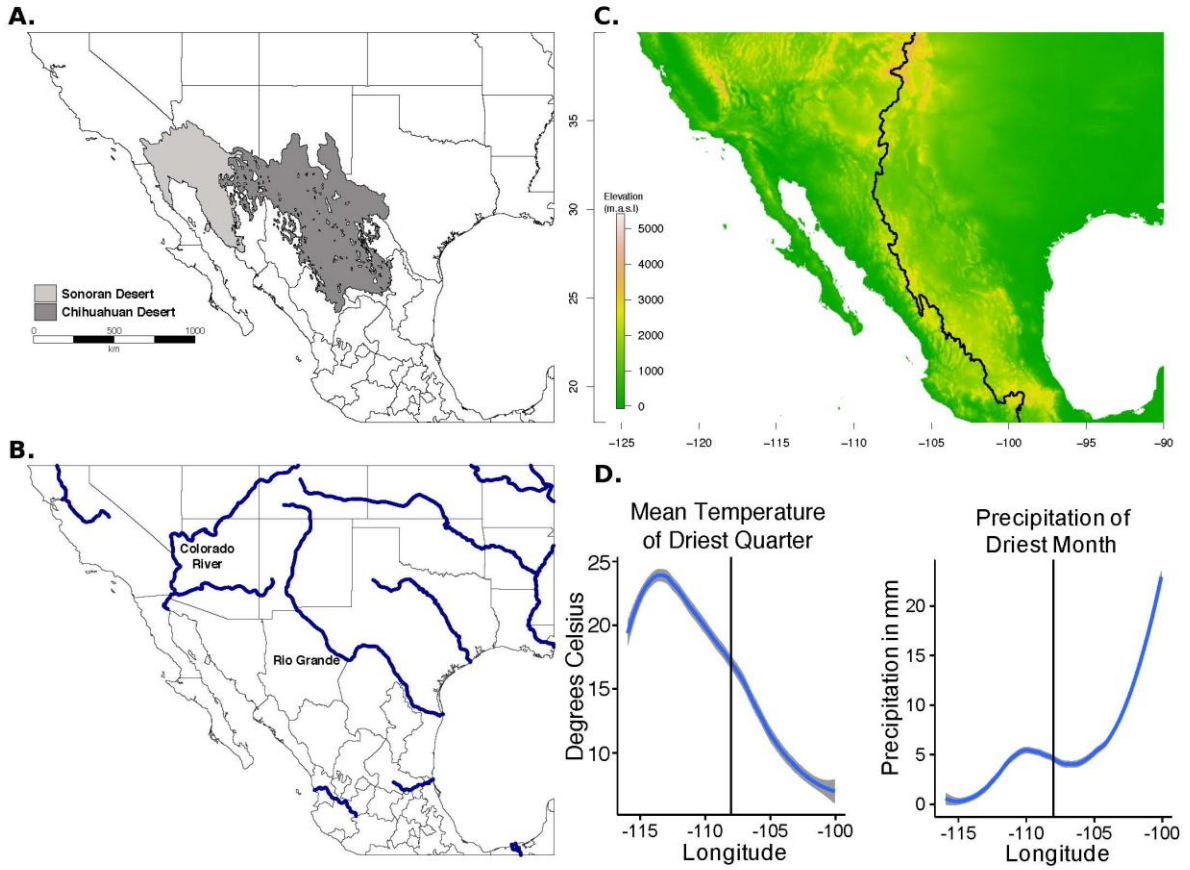 A.
Sonoran Desert
Chihuahuan Desert
0 500 1000
km
B.
Colorado
River
Rio Grande
C.
35
30
25
20
Elevation
(m.a.s.l)
5000
4000
3000
2000
1000
0
−125 −120 −115 −110 −105 −100 −95 −90
D.
Mean Temperature
of Driest Quarter
Degrees Celsius
25
20
15
10
-115 -110 -105 -100
Longitude
Precipitation of
Driest Month
Precipitation in mm
20
15
10
5
0
-115 -110 -105 -100
Longitude